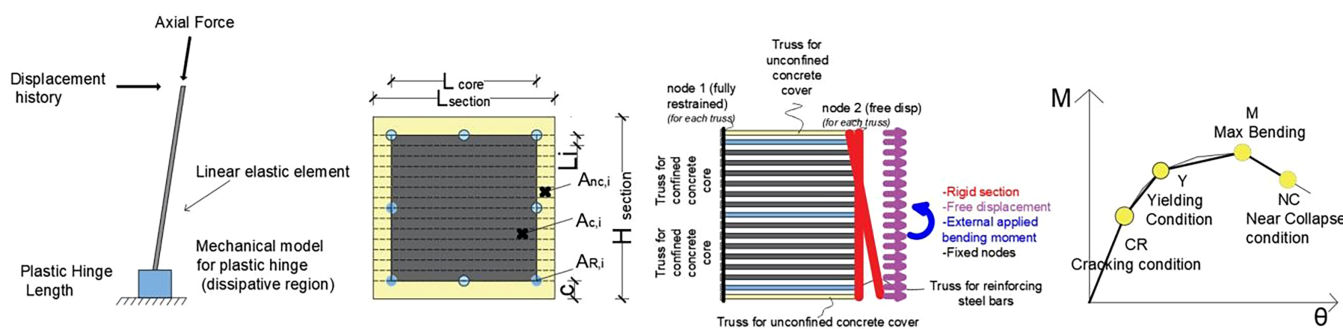 Axial Force
Displacement
history
Linear elastic element
Mechanical model
for plastic hinge
(dissipative region)
Plastic Hinge
Length
L core
Lsection
Li
Anc,i
Ac,i
AR,i
H section
c
Truss for
unconfined
concrete
cover
node 1 (fully
restrained)
(for each truss)
node 2 (free disp)
(for each truss)
Truss for
confined
concrete
core
Truss for
confined
concrete
core
-Rigid section
-Free displacement
-External applied
bending moment
-Fixed nodes
Truss for reinforcing
steel bars
Truss for unconfined concrete cover
M
M
Max Bending
Y
Yielding
Condition
NC
Near Collapse
condition
CR
Cracking condition
θ